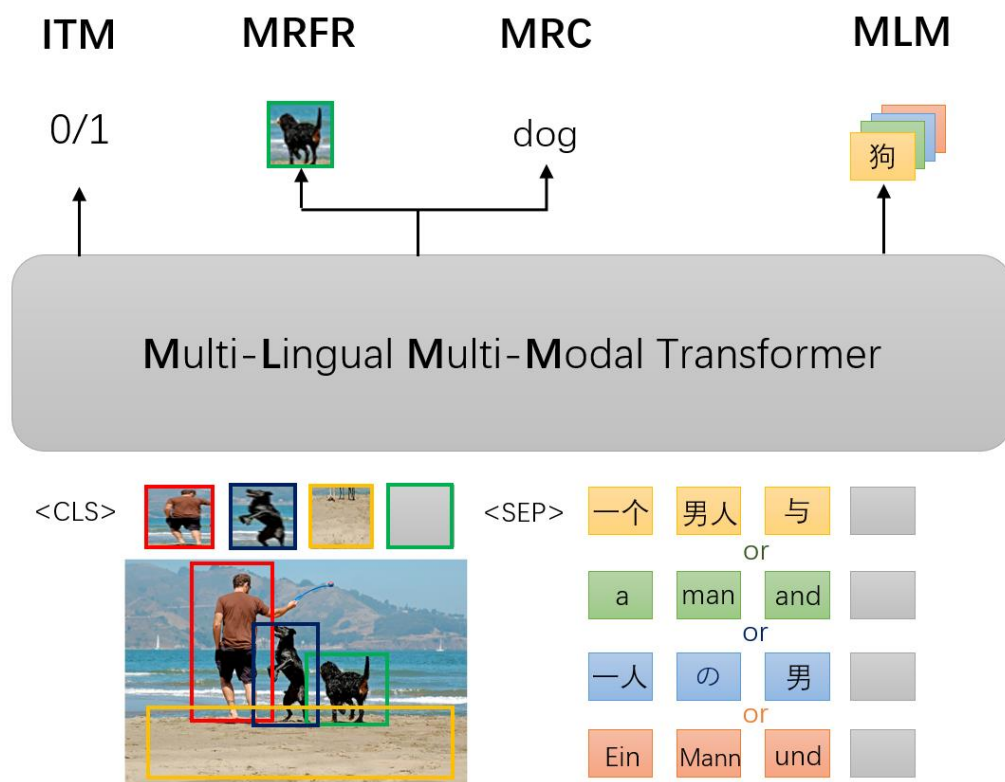 ITM MRFR MRC MLM
0/1 dog 狗
Multi-Lingual Multi-Modal Transformer
<CLS> <SEP> 一个 男人 与
or
a man and
or
一人 の 男
or
Ein Mann und